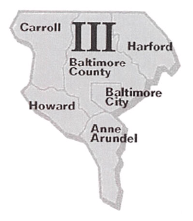 Carroll
III
Harford
Baltimore
County
Baltimore
City
Howard
Anne
Arundel